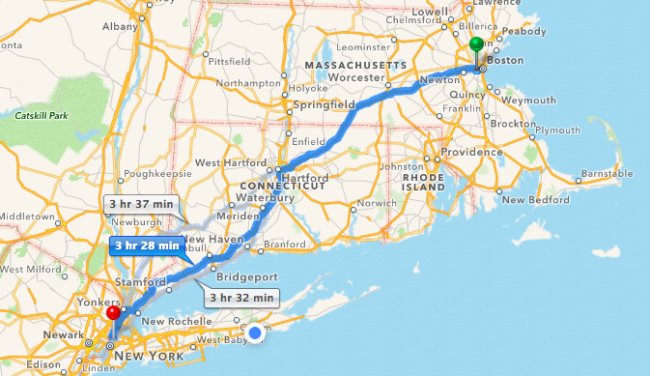 Lowell
Lawrence
Albany
Chelmsford
Billerica
Peabody
Leominster
Pittsfield
MASSACHUSETTS
Boston
Worcester
Newton
Northampton
Holyoke
Quincy
Weymouth
Springfield
Franklin
Catskill Park
Brockton
Enfield
Plymouth
West Hartford
Providence
Poughkeepsie
Hartford
Johnston
CONNECTICUT
RHODE
ISLAND
Barnstable
Waterbury
3 hr 37 min
Norwich
New Bedford
Middletown
Newburgh
Meriden
3 hr 28 min
New Haven
Branford
bull
West Milford
Bridgeport
Stamford
3 hr 32 min
Yonkers
New Rochelle
Newark
West Bab
NEW YORK
Edison
Linden